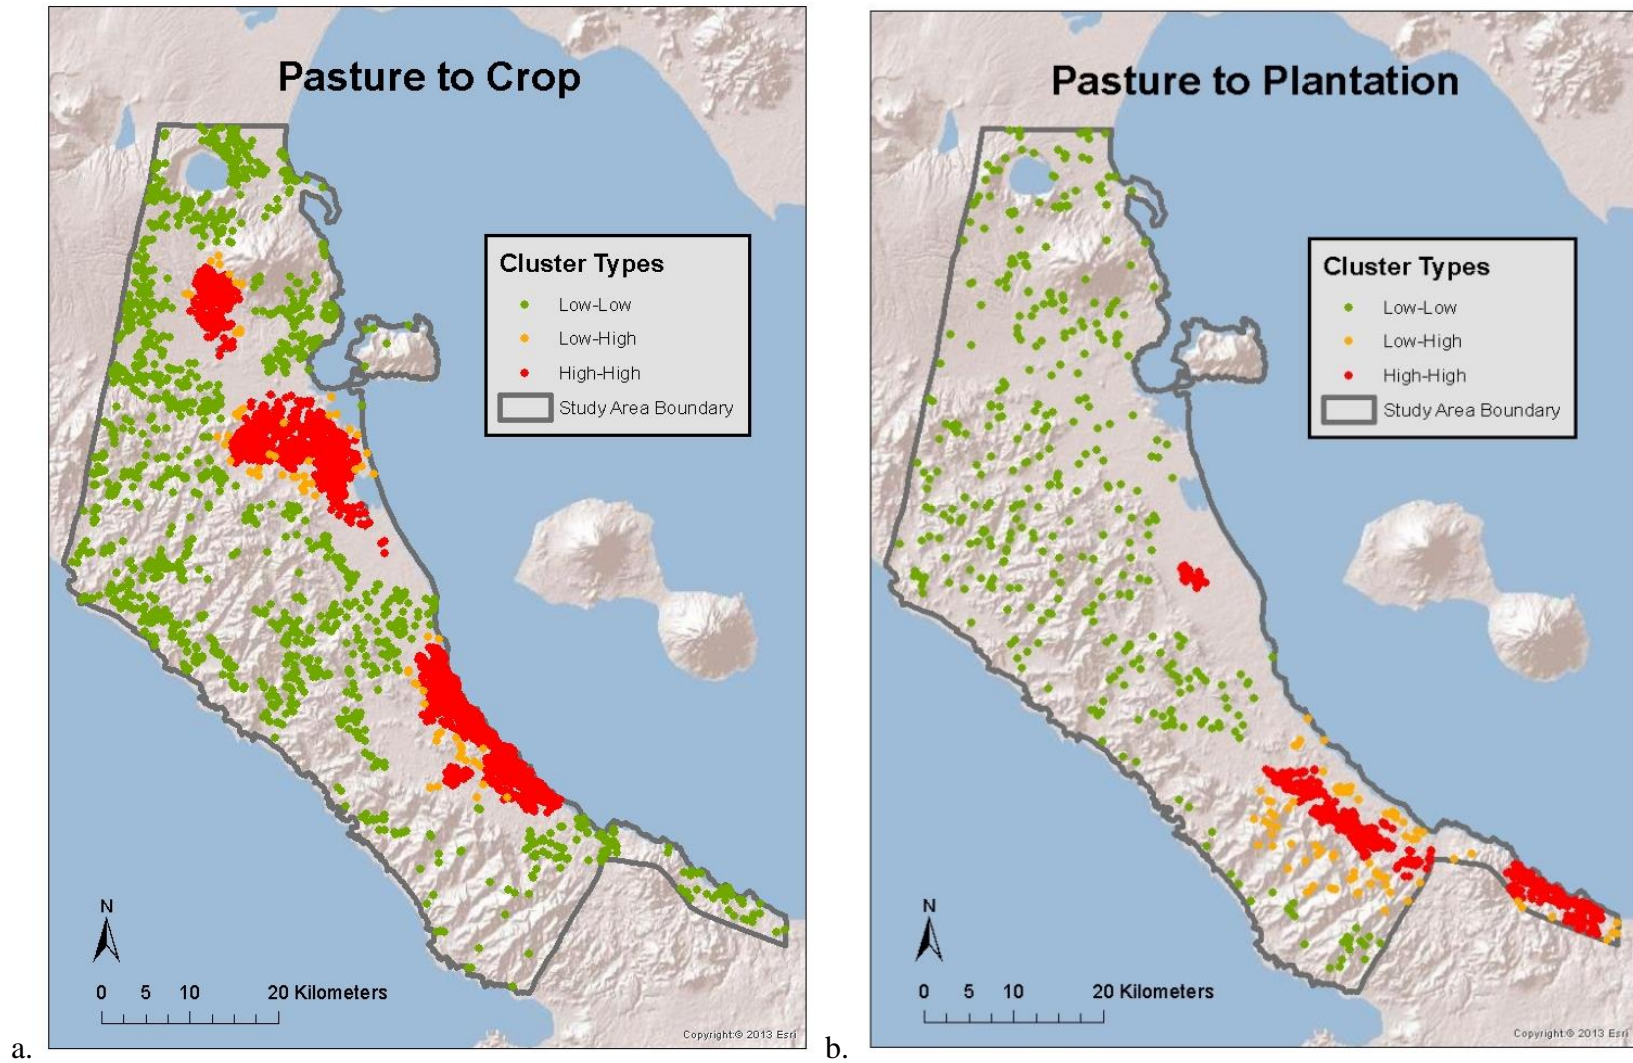 Pasture to Crop
Cluster Types
Low-Low
Low-High
High-High
Study Area Boundary
N
0 5 10 20 Kilometers
Copyright:© 2013 Esri
a.
Pasture to Plantation
Cluster Types
Low-Low
Low-High
High-High
Study Area Boundary
N
0 5 10 20 Kilometers
Copyright:© 2013 Esri
b.